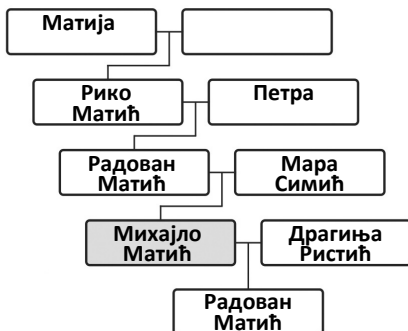 Матија
Рико
Матић
Петра
Радован
Матић
Мара
Симић
Михајло
Матић
Драгиња
Ристић
Радован
Матић